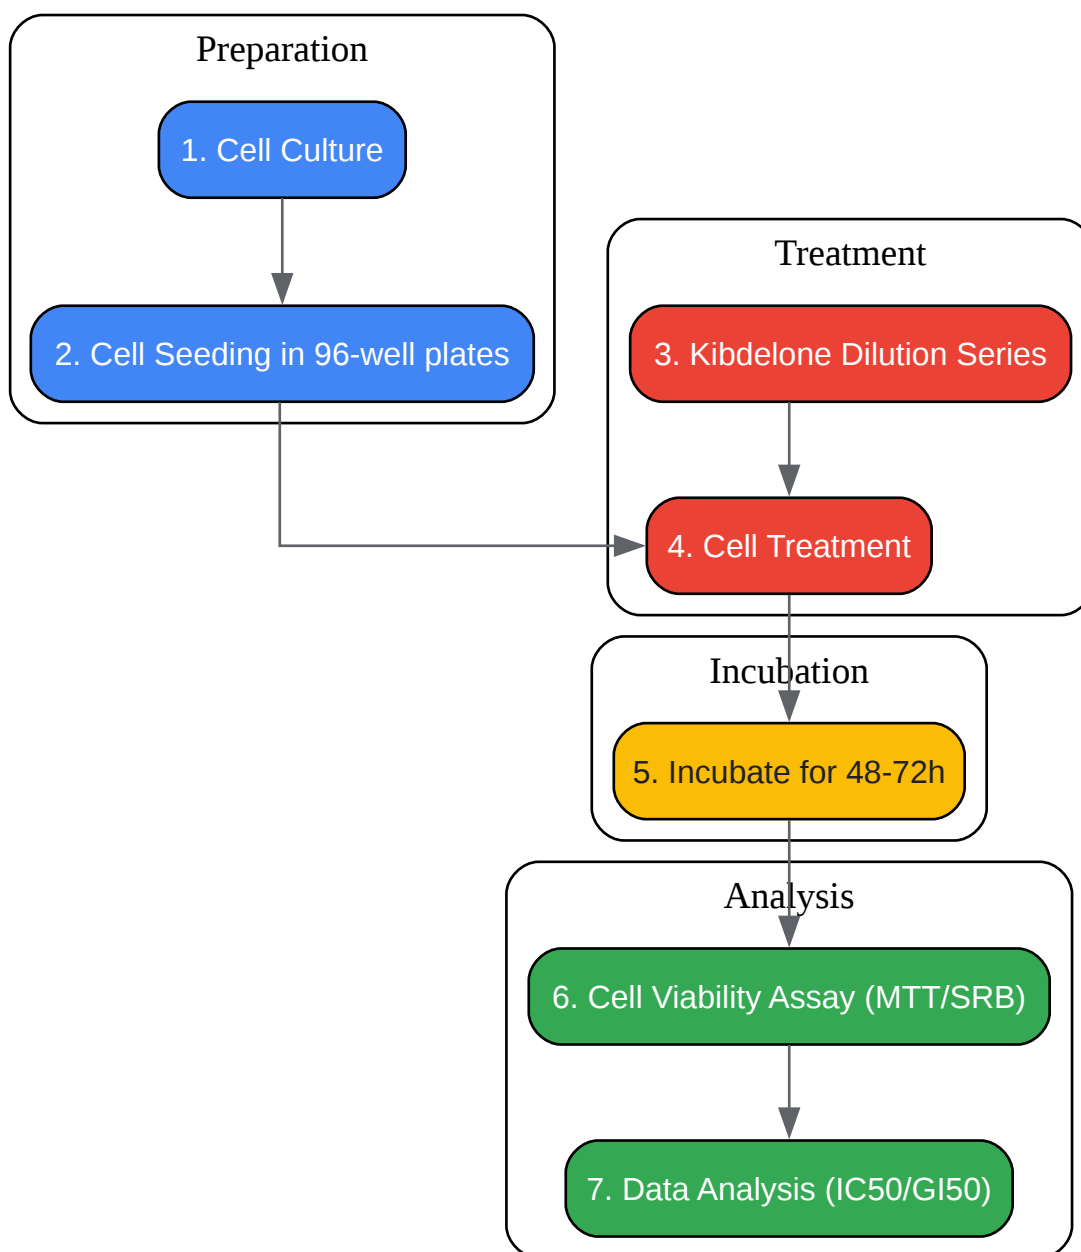 Preparation
1. Cell Culture
2. Cell Seeding in 96-well plates
Treatment
3. Kibdelone Dilution Series
4. Cell Treatment
Incubation
5. Incubate for 48-72h
Analysis
6. Cell Viability Assay (MTT/SRB)
7. Data Analysis (IC50/GI50)